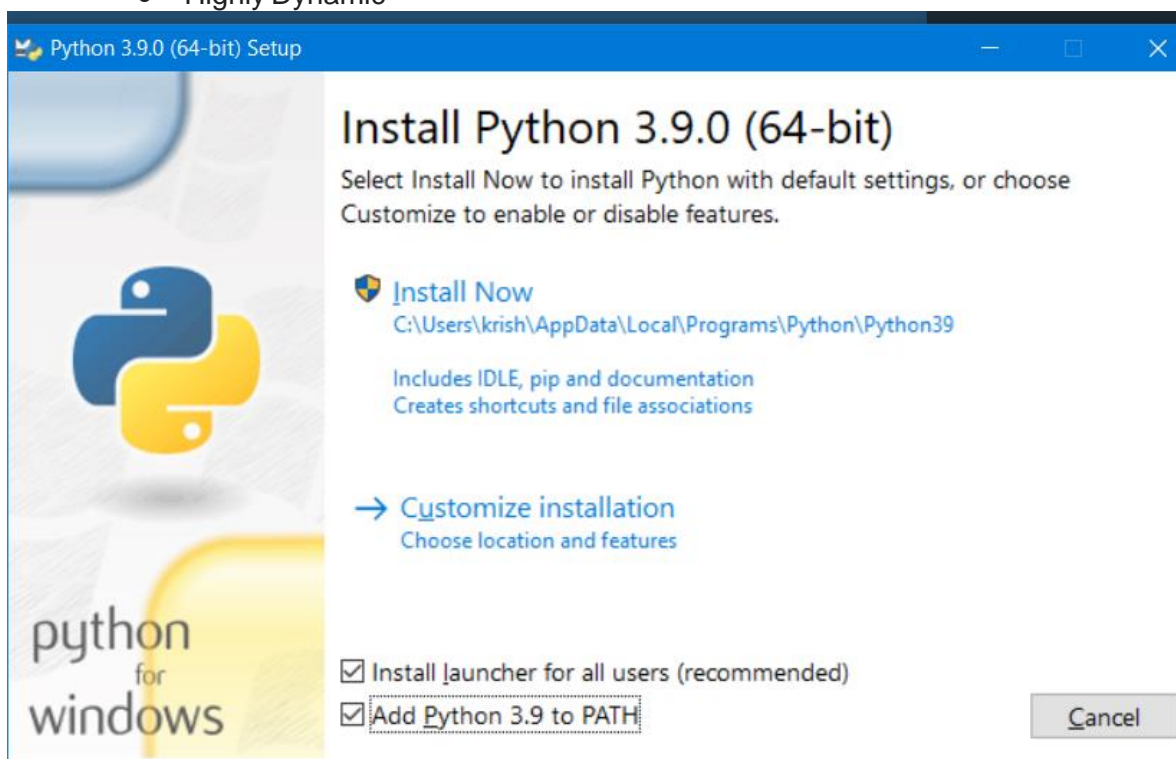 Highly Dynamic
Python 3.9.0 (64-bit) Setup
Install Python 3.9.0 (64-bit)
Select Install Now to install Python with default settings, or choose
Customize to enable or disable features.
Install Now
C:\Users\krish\AppData\Local\Programs\Python\Python39
Includes IDLE, pip and documentation
Creates shortcuts and file associations
Customize installation
Choose location and features
python
for
windows
Install launcher for all users (recommended)
Add Python 3.9 to PATH
Cancel